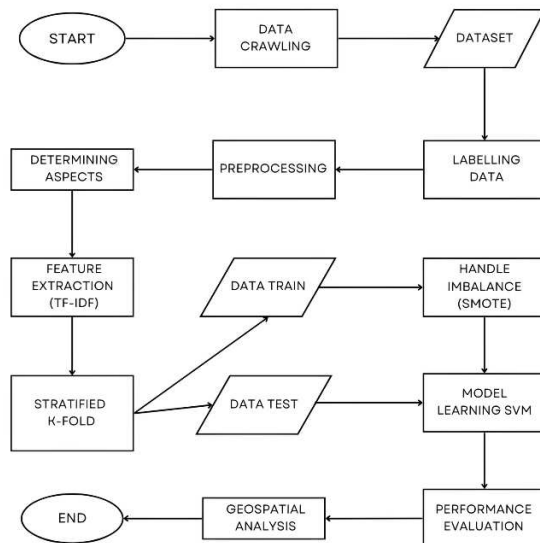 START
DATA
CRAWLING
DATASET
DETERMINING
ASPECTS
PREPROCESSING
LABELLING
DATA
FEATURE
EXTRACTION
(TF-IDF)
DATA TRAIN
HANDLE
IMBALANCE
(SMOTE)
STRATIFIED
K-FOLD
DATA TEST
MODEL
LEARNING SVM
END
GEOSPATIAL
ANALYSIS
PERFORMANCE
EVALUATION